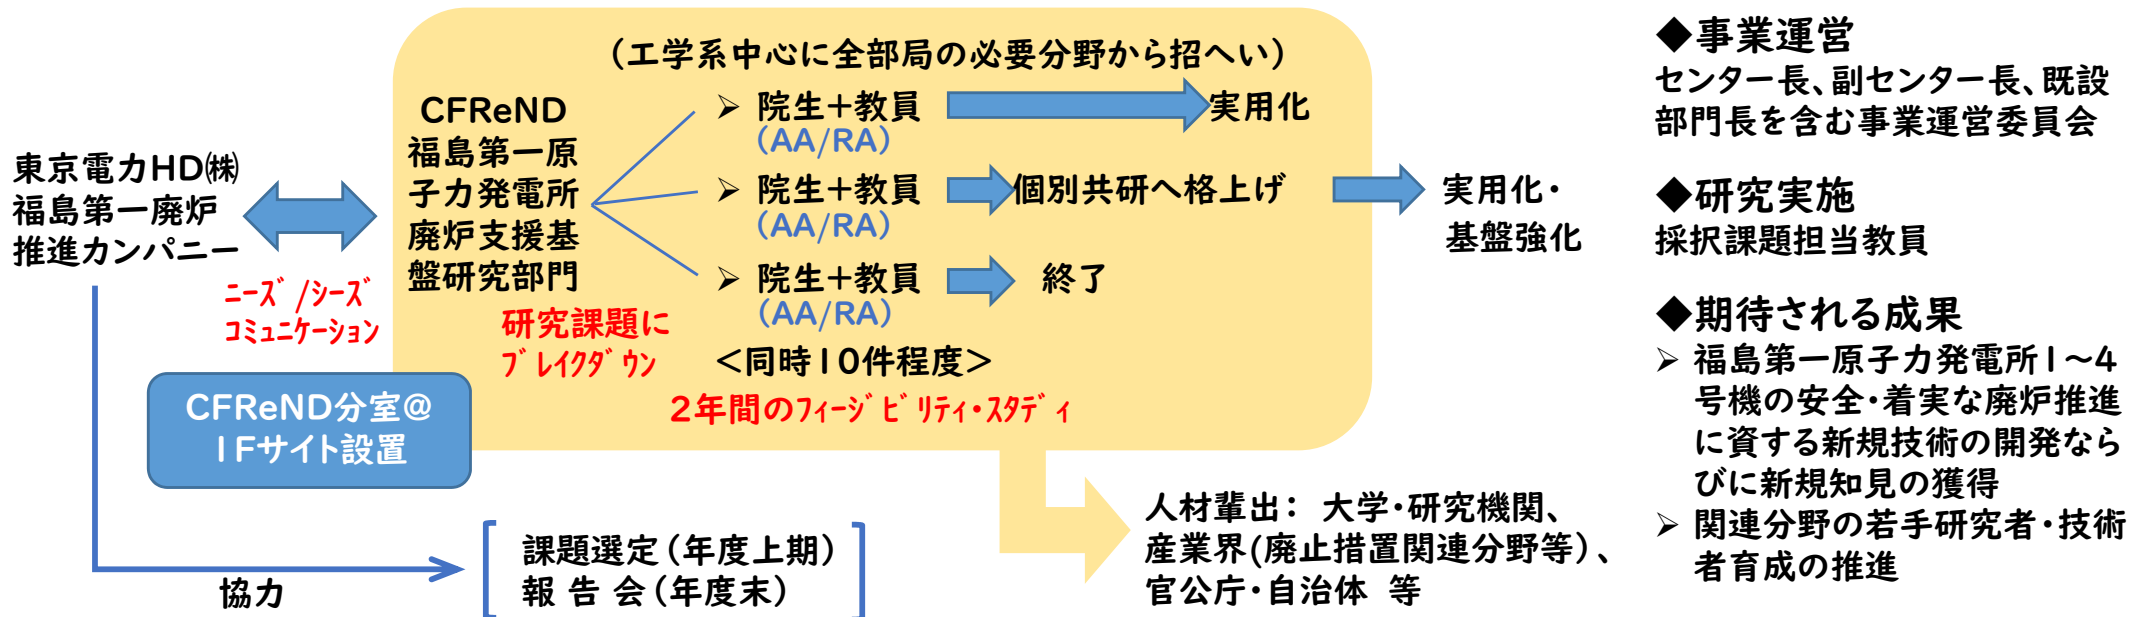 東京電力HD㈱
福島第一廃炉
推進カンパニー
ニーズ/シーズ
コミュニケーション
CFReND分室@
1Fサイト設置
協力
課題選定(年度上期)
報 告 会(年度末)
(工学系中心に全部局の必要分野から招へい)
CFReND
福島第一原
子力発電所
廃炉支援基
盤研究部門
研究課題に
ブレイクダウン
➢ 院生+教員
(AA/RA)
実用化
➢ 院生+教員
(AA/RA)
個別共研へ格上げ
➢ 院生+教員
(AA/RA)
終了
<同時10件程度>
2年間のフィージビリティ・スタディ
実用化・
基盤強化
人材輩出: 大学・研究機関、
産業界(廃止措置関連分野等)、
官公庁・自治体 等
◆事業運営
センター長、副センター長、既設
部門長を含む事業運営委員会
◆研究実施
採択課題担当教員
◆期待される成果
➢ 福島第一原子力発電所1~4
号機の安全・着実な廃炉推進
に資する新規技術の開発なら
びに新規知見の獲得
➢ 関連分野の若手研究者・技術
者育成の推進